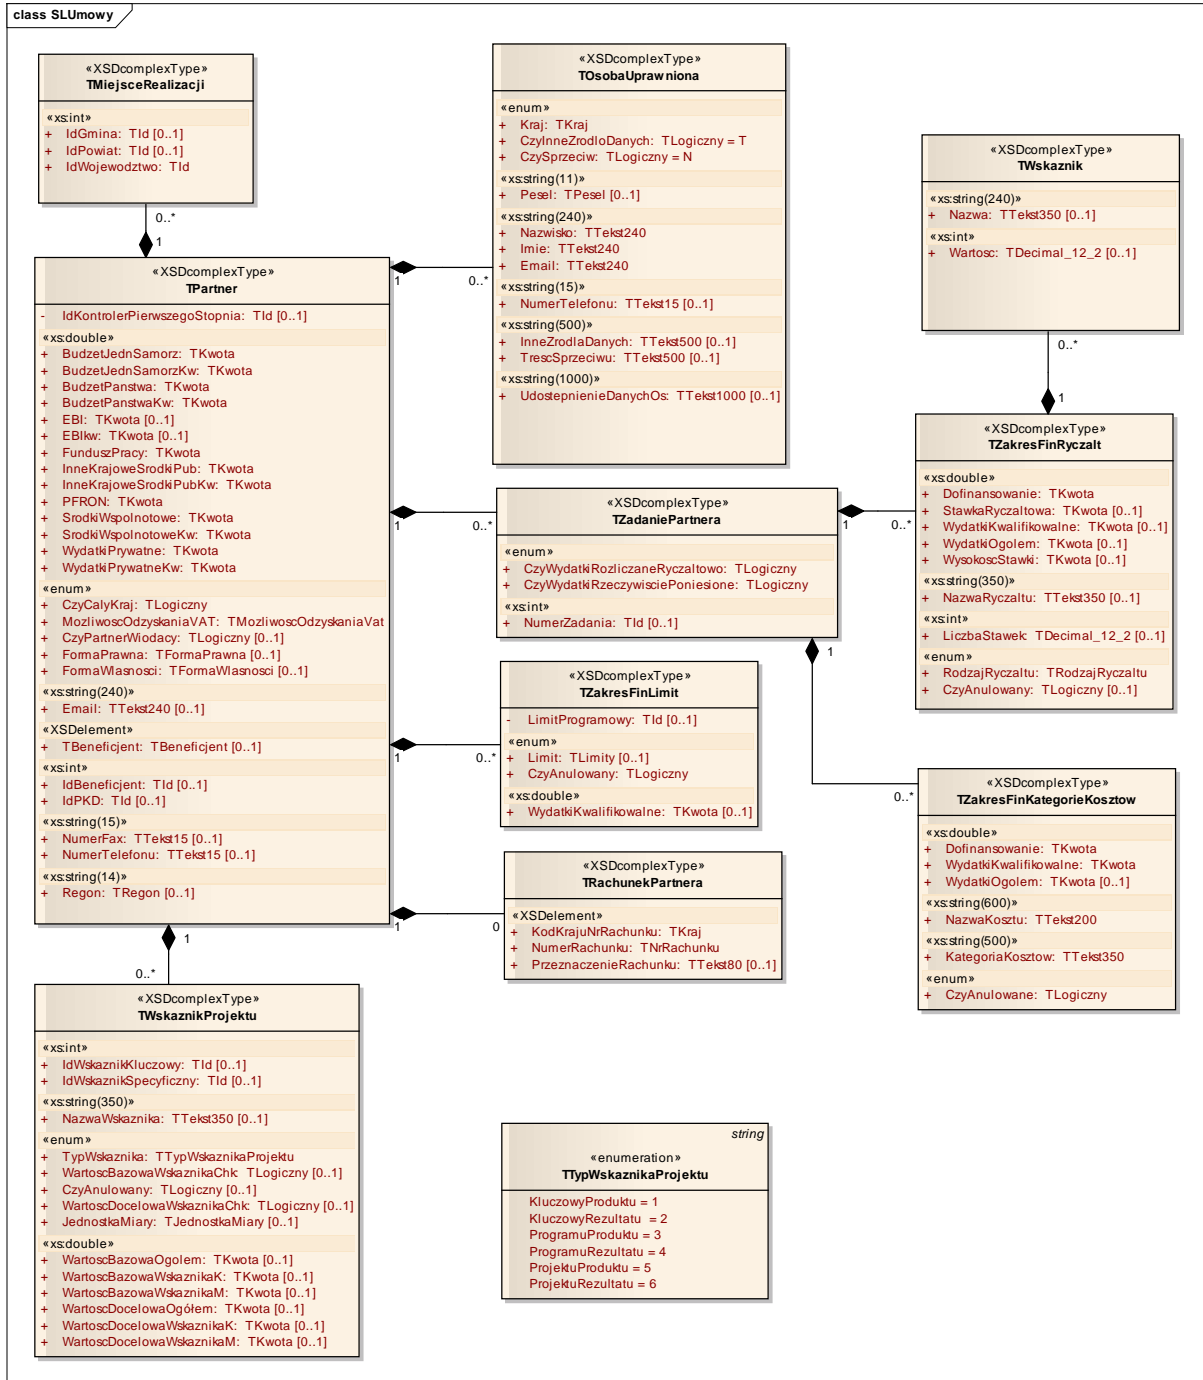 class SLUmowy
«XSDcomplexType»
TMiejsceRealizacji
«xs:int»
+ IdGmina: TId [0..1]
+ IdPowiat: TId [0..1]
+ IdWojewodztwo: TId
0..*
1
«XSDcomplexType»
TOsobaUprawniona
«enum»
+ Kraj: TKraj
+ CzyInneZrodloDanych: TLogiczny = T
+ CzySprzeciw: TLogiczny = N
«xs:string(11)»
+ Pesel: TPesel [0..1]
«xs:string(240)»
+ Nazwisko: TTekst240
+ Imie: TTekst240
+ Email: TTekst240
«xs:string(15)»
+ NumerTelefonu: TTekst15 [0..1]
«xs:string(500)»
+ InneZrodlaDanych: TTekst500 [0..1]
+ TrescSprzeciwu: TTekst500 [0..1]
«xs:string(1000)»
+ UdostepnienieDanychOs: TTekst1000 [0..1]
1
0..*
«XSDcomplexType»
TWskaznik
«xs:string(240)»
+ Nazwa: TTekst350 [0..1]
«xs:int»
+ Wartosc: TDecimal_12_2 [0..1]
0..*
1
«XSDcomplexType»
TPartner
- IdKontrolerPierwszegoStopnia: TId [0..1]
«xs:double»
+ BudzetJednSamorz: TKwota
+ BudzetJednSamorzKw: TKwota
+ BudzetPanstwa: TKwota
+ BudzetPanstwaKw: TKwota
+ EBI: TKwota [0..1]
+ EBIkw: TKwota [0..1]
+ FunduszPracy: TKwota
+ InneKrajoweSrodkiPub: TKwota
+ InneKrajoweSrodkiPubKw: TKwota
+ PFRON: TKwota
+ SrodkiWspolnotowe: TKwota
+ SrodkiWspolnotoweKw: TKwota
+ WydatkiPrywatne: TKwota
+ WydatkiPrywatneKw: TKwota
«enum»
+ CzyCalyKraj: TLogiczny
+ MozliwoscOdzyskaniaVAT: TMozliwoscOdzyskaniaVat
+ CzyPartnerWiodacy: TLogiczny [0..1]
+ FormaPrawna: TFormaPrawna [0..1]
+ FormaWlasnosci: TFormaWlasnosci [0..1]
«xs:string(240)»
+ Email: TTekst240 [0..1]
«XSDelement»
+ TBeneficjent: TBeneficjent [0..1]
«xs:int»
+ IdBeneficjent: TId [0..1]
+ IdPKD: TId [0..1]
«xs:string(15)»
+ NumerFax: TTekst15 [0..1]
+ NumerTelefonu: TTekst15 [0..1]
«xs:string(14)»
+ Regon: TRegon [0..1]
1
0..*
«XSDcomplexType»
TZadaniePartnera
«enum»
+ CzyWydatkiRozliczaneRyczaltowo: TLogiczny
+ CzyWydatkiRzeczywisciePoniesione: TLogiczny
«xs:int»
+ NumerZadania: TId [0..1]
1
0..*
«XSDcomplexType»
TZakresFinRyczalt
«xs:double»
+ Dofinansowanie: TKwota
+ StawkaRyczaltowa: TKwota [0..1]
+ WydatkiKwalifikowalne: TKwota [0..1]
+ WydatkiOgolem: TKwota [0..1]
+ WysokoscStawki: TKwota [0..1]
«xs:string(350)»
+ NazwaRyczaltu: TTekst350 [0..1]
«xs:int»
+ LiczbaStawek: TDecimal_12_2 [0..1]
«enum»
+ RodzajRyczaltu: TRodzajRyczaltu
+ CzyAnulowany: TLogiczny [0..1]
1
0..*
1
0..*
«XSDcomplexType»
TZakresFinLimit
- LimitProgramowy: TId [0..1]
«enum»
+ Limit: TLimity [0..1]
+ CzyAnulowany: TLogiczny
«xs:double»
+ WydatkiKwalifikowalne: TKwota [0..1]
«XSDcomplexType»
TZakresFinKategorieKosztow
«xs:double»
+ Dofinansowanie: TKwota
+ WydatkiKwalifikowalne: TKwota
+ WydatkiOgolem: TKwota [0..1]
«xs:string(600)»
+ NazwaKosztu: TTekst200
«xs:string(500)»
+ KategoriaKosztow: TTekst350
«enum»
+ CzyAnulowane: TLogiczny
1
0
«XSDcomplexType»
TRachunekPartnera
«XSDelement»
+ KodKrajuNrRachunku: TKraj
+ NumerRachunku: TNrRachunku
+ PrzeznaczenieRachunku: TTekst80 [0..1]
1
0..*
«XSDcomplexType»
TWskaznikProjektu
«xs:int»
+ IdWskaznikKluczowy: TId [0..1]
+ IdWskaznikSpecyficzny: TId [0..1]
«xs:string(350)»
+ NazwaWskaznika: TTekst350 [0..1]
«enum»
+ TypWskaznika: TTypWskaznikaProjektu
+ WartoscBazowaWskaznikaChk: TLogiczny [0..1]
+ CzyAnulowany: TLogiczny [0..1]
+ WartoscDocelowaWskaznikaChk: TLogiczny [0..1]
+ JednostkaMiary: TJednostkaMiary [0..1]
«xs:double»
+ WartoscBazowaOgolem: TKwota [0..1]
+ WartoscBazowaWskaznikaK: TKwota [0..1]
+ WartoscBazowaWskaznikaM: TKwota [0..1]
+ WartoscDocelowaOgółem: TKwota [0..1]
+ WartoscDocelowaWskaznikaK: TKwota [0..1]
+ WartoscDocelowaWskaznikaM: TKwota [0..1]
string
«enumeration»
TTypWskaznikaProjektu
KluczowyProduktu = 1
KluczowyRezultatu = 2
ProgramuProduktu = 3
ProgramuRezultatu = 4
ProjektuProduktu = 5
ProjektuRezultatu = 6